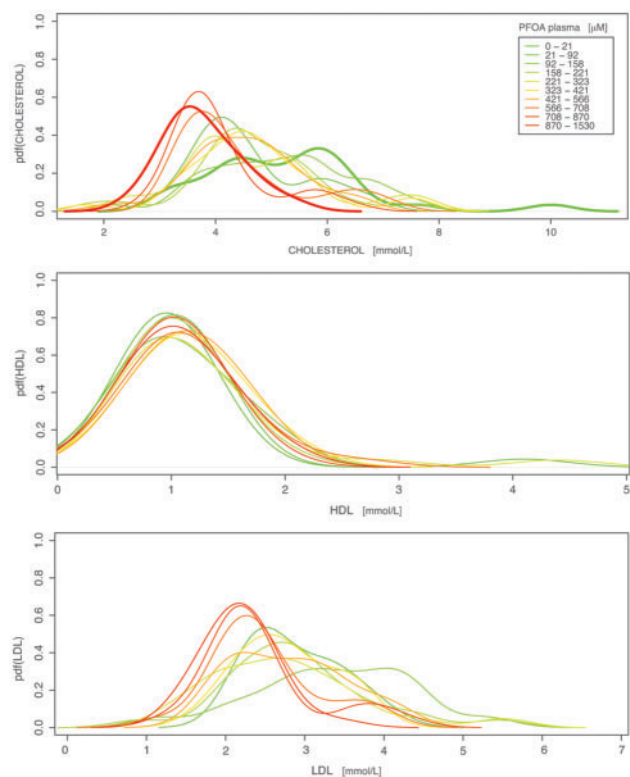 PFOA plasma [µM]
0 – 21
21 – 92
92 – 158
158 – 221
221 – 323
323 – 421
421 – 566
566 – 708
708 – 870
870 – 1530
pdf(CHOLESTEROL)
1.0
0.8
0.6
0.4
0.2
0.0
2 4 6 8 10
CHOLESTEROL [mmol/L]
pdf(HDL)
1.0
0.8
0.6
0.4
0.2
0.0
0 1 2 3 4 5
HDL [mmol/L]
pdf(LDL)
1.0
0.8
0.6
0.4
0.2
0.0
0 1 2 3 4 5 6 7
LDL [mmol/L]